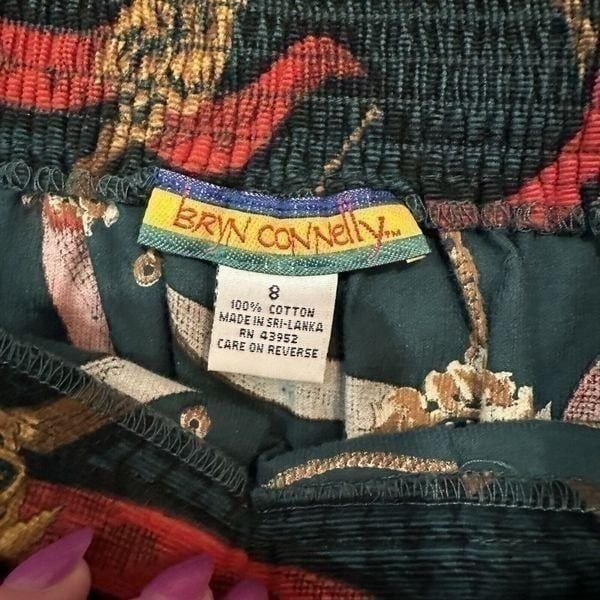 BRYN CONNElly™
8
100% COTTON
MADE IN SRI-LANKA
RN 43952
CARE ON REVERSE